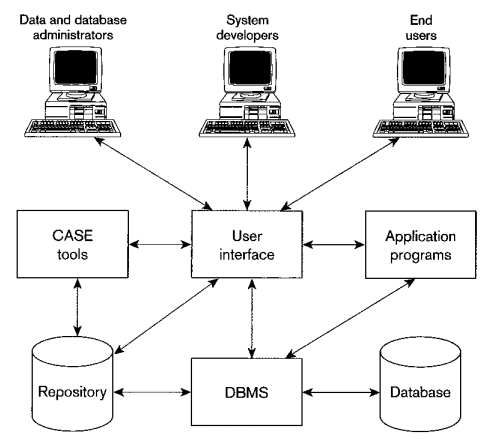 Data and database
administrators
System
developers
End
users
CASE
tools
User
interface
Application
programs
Repository
DBMS
Database